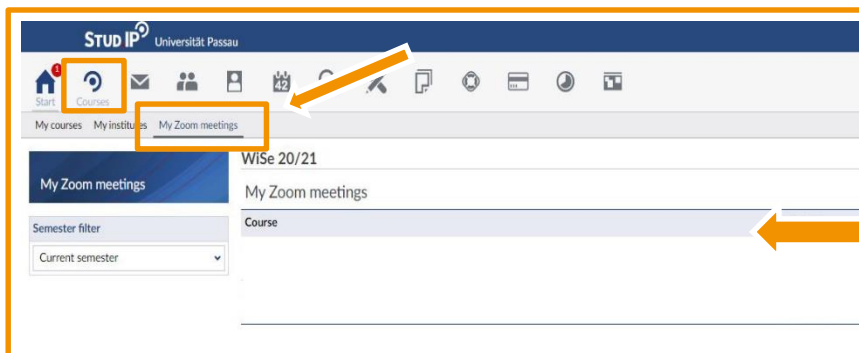 STUD IP Universität Passau
1
42
Start Courses
My courses My institutes My Zoom meetings
WiSe 20/21
My Zoom meetings
My Zoom meetings
Semester filter
Course
Current semester